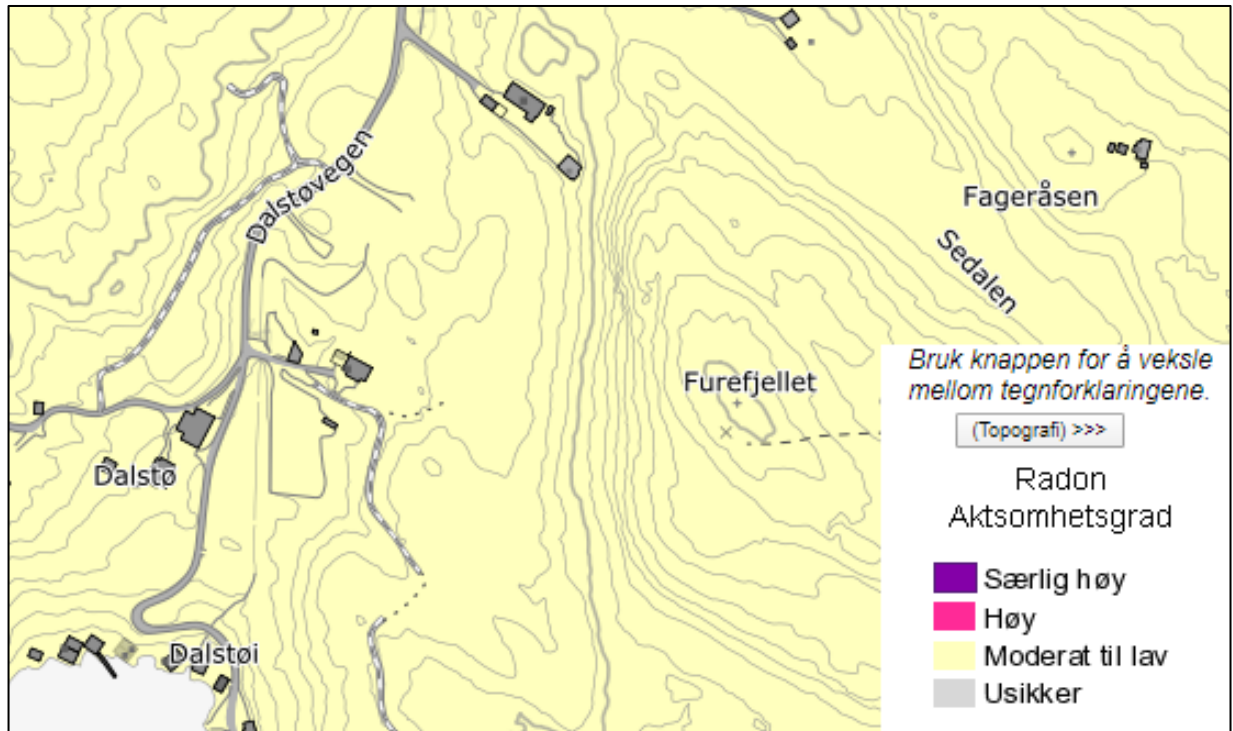 Dalstøvegen
Fageråsen
Sedalen
Furefjellet
Dalstø
Dalstøi
Bruk knappen for å veksle
mellom tegnforklaringene.
(Topografi) >>>
Radon
Aktsomhetsgrad
Særlig høy
Høy
Moderat til lav
Usikker